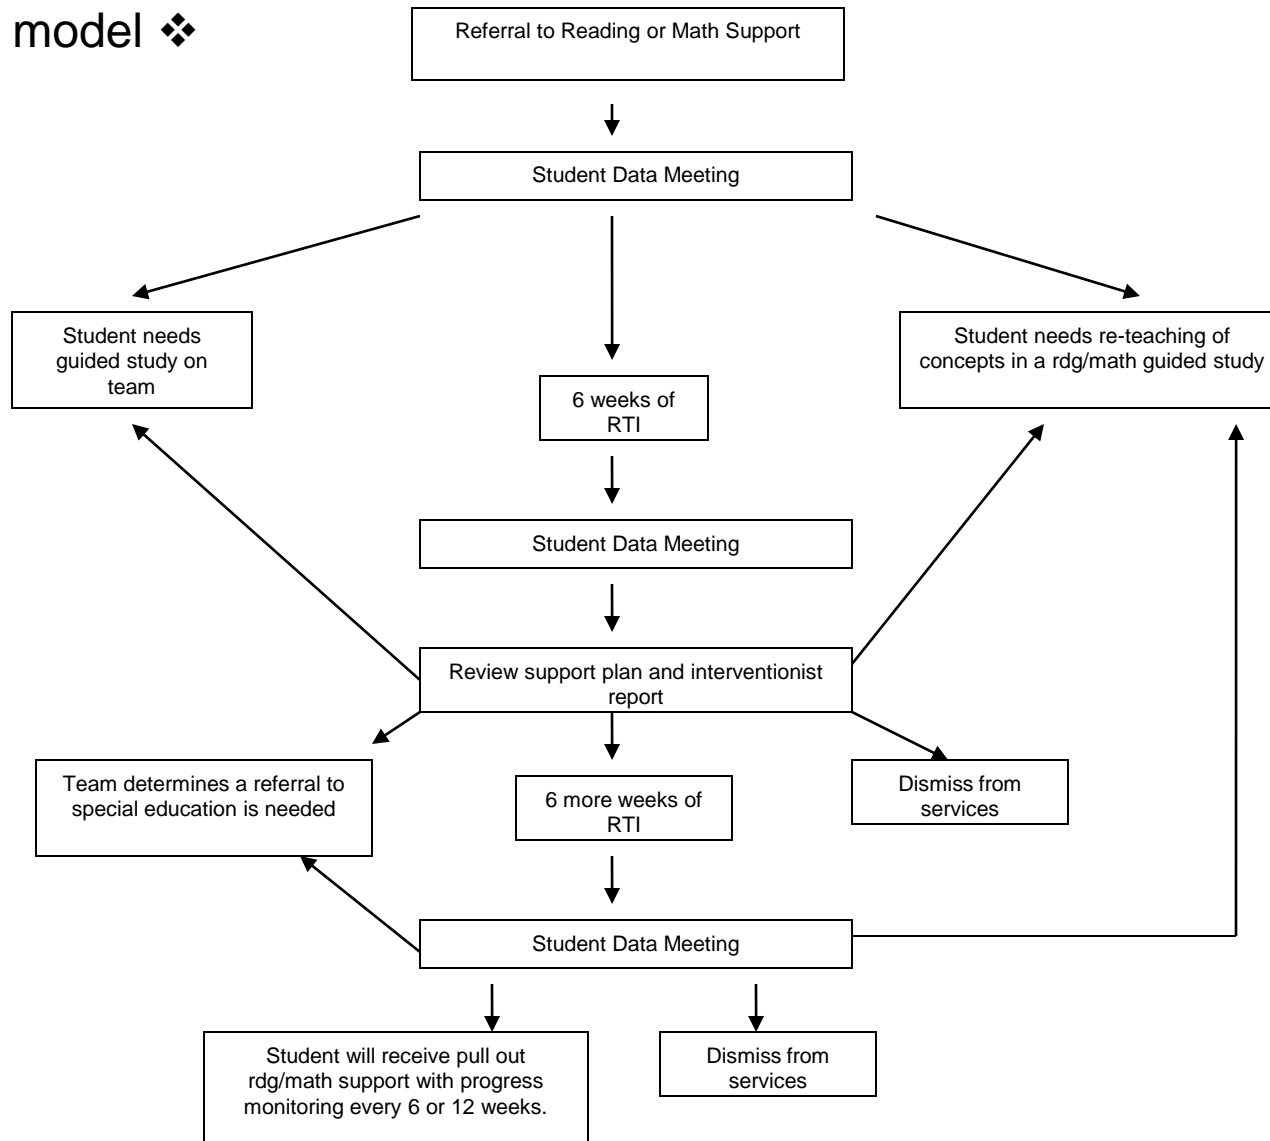 model ❖
Referral to Reading or Math Support
Student Data Meeting
Student needs
guided study on
team
Student needs re-teaching of
concepts in a rdg/math guided study
6 weeks of
RTI
Student Data Meeting
Review support plan and interventionist
report
Team determines a referral to
special education is needed
6 more weeks of
RTI
Dismiss from
services
Student Data Meeting
Student will receive pull out
rdg/math support with progress
monitoring every 6 or 12 weeks.
Dismiss from
services